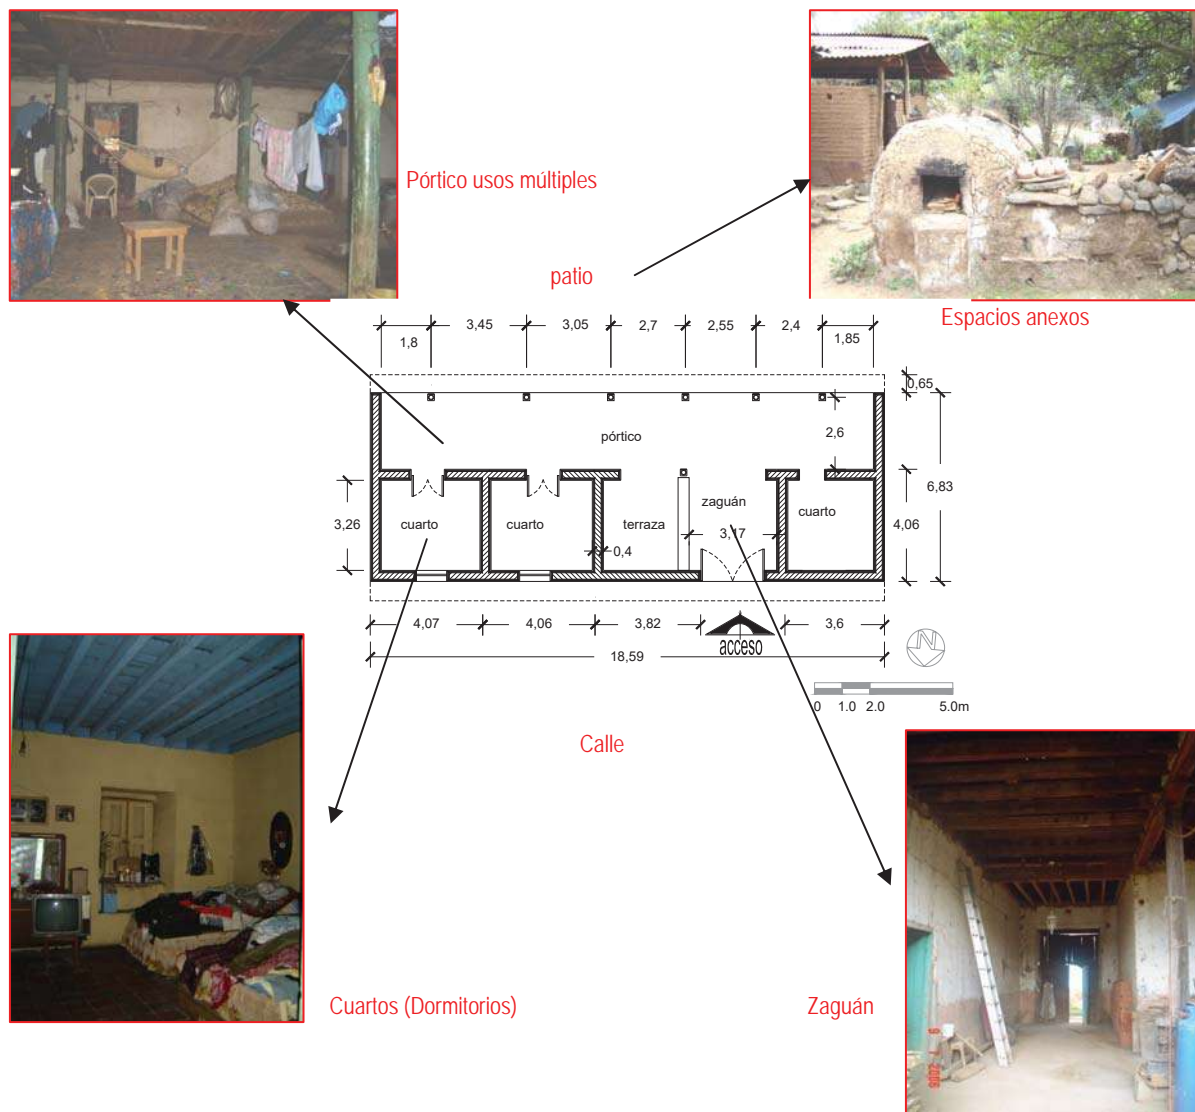 Pórtico usos múltiples
patio
Espacios anexos
1,8
3,45
3,05
2,7
2,55
2,4
1,85
0,65
pórtico
2,6
6,83
3,26
cuarto
cuarto
terraza
zaguán
cuarto
4,06
3,17
0,4
4,07
4,06
3,82
acceso
3,6
18,59
N
0 1.0 2.0 5.0m
Calle
Cuartos (Dormitorios)
Zaguán
9 7 2006